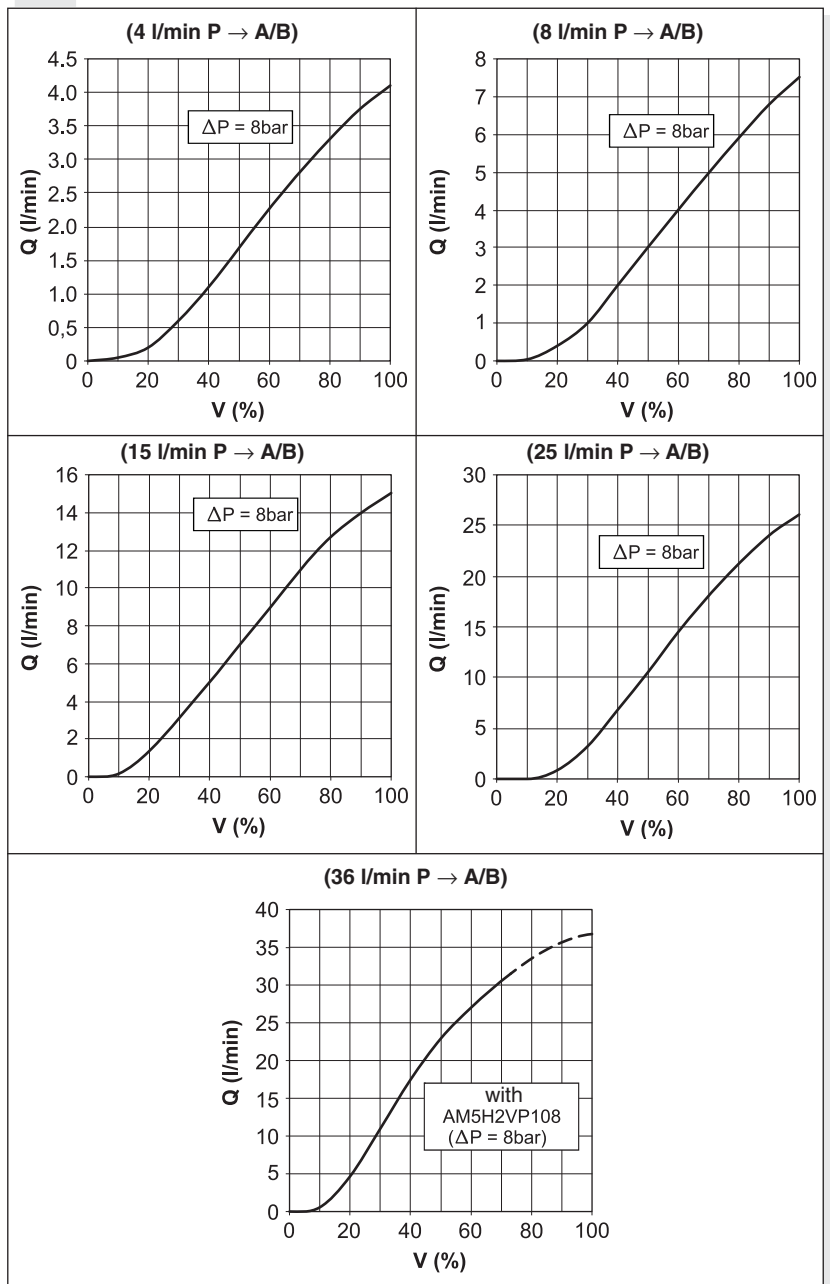 (4 l/min P → A/B)
4.5
4.0
3.5
3.0
2.5
2.0
1.5
1.0
0,5
0
Q (l/min)
ΔP = 8bar
0 20 40 60 80 100
V (%)
(8 l/min P → A/B)
8
7
6
5
4
3
2
1
0
Q (l/min)
ΔP = 8bar
0 20 40 60 80 100
V (%)
(15 l/min P → A/B)
16
14
12
10
8
6
4
2
0
Q (l/min)
ΔP = 8bar
0 20 40 60 80 100
V (%)
(25 l/min P → A/B)
30
25
20
15
10
5
0
Q (l/min)
ΔP = 8bar
0 20 40 60 80 100
V (%)
(36 l/min P → A/B)
40
35
30
25
20
15
10
5
0
Q (l/min)
with
AM5H2VP108
(ΔP = 8bar)
0 20 40 60 80 100
V (%)